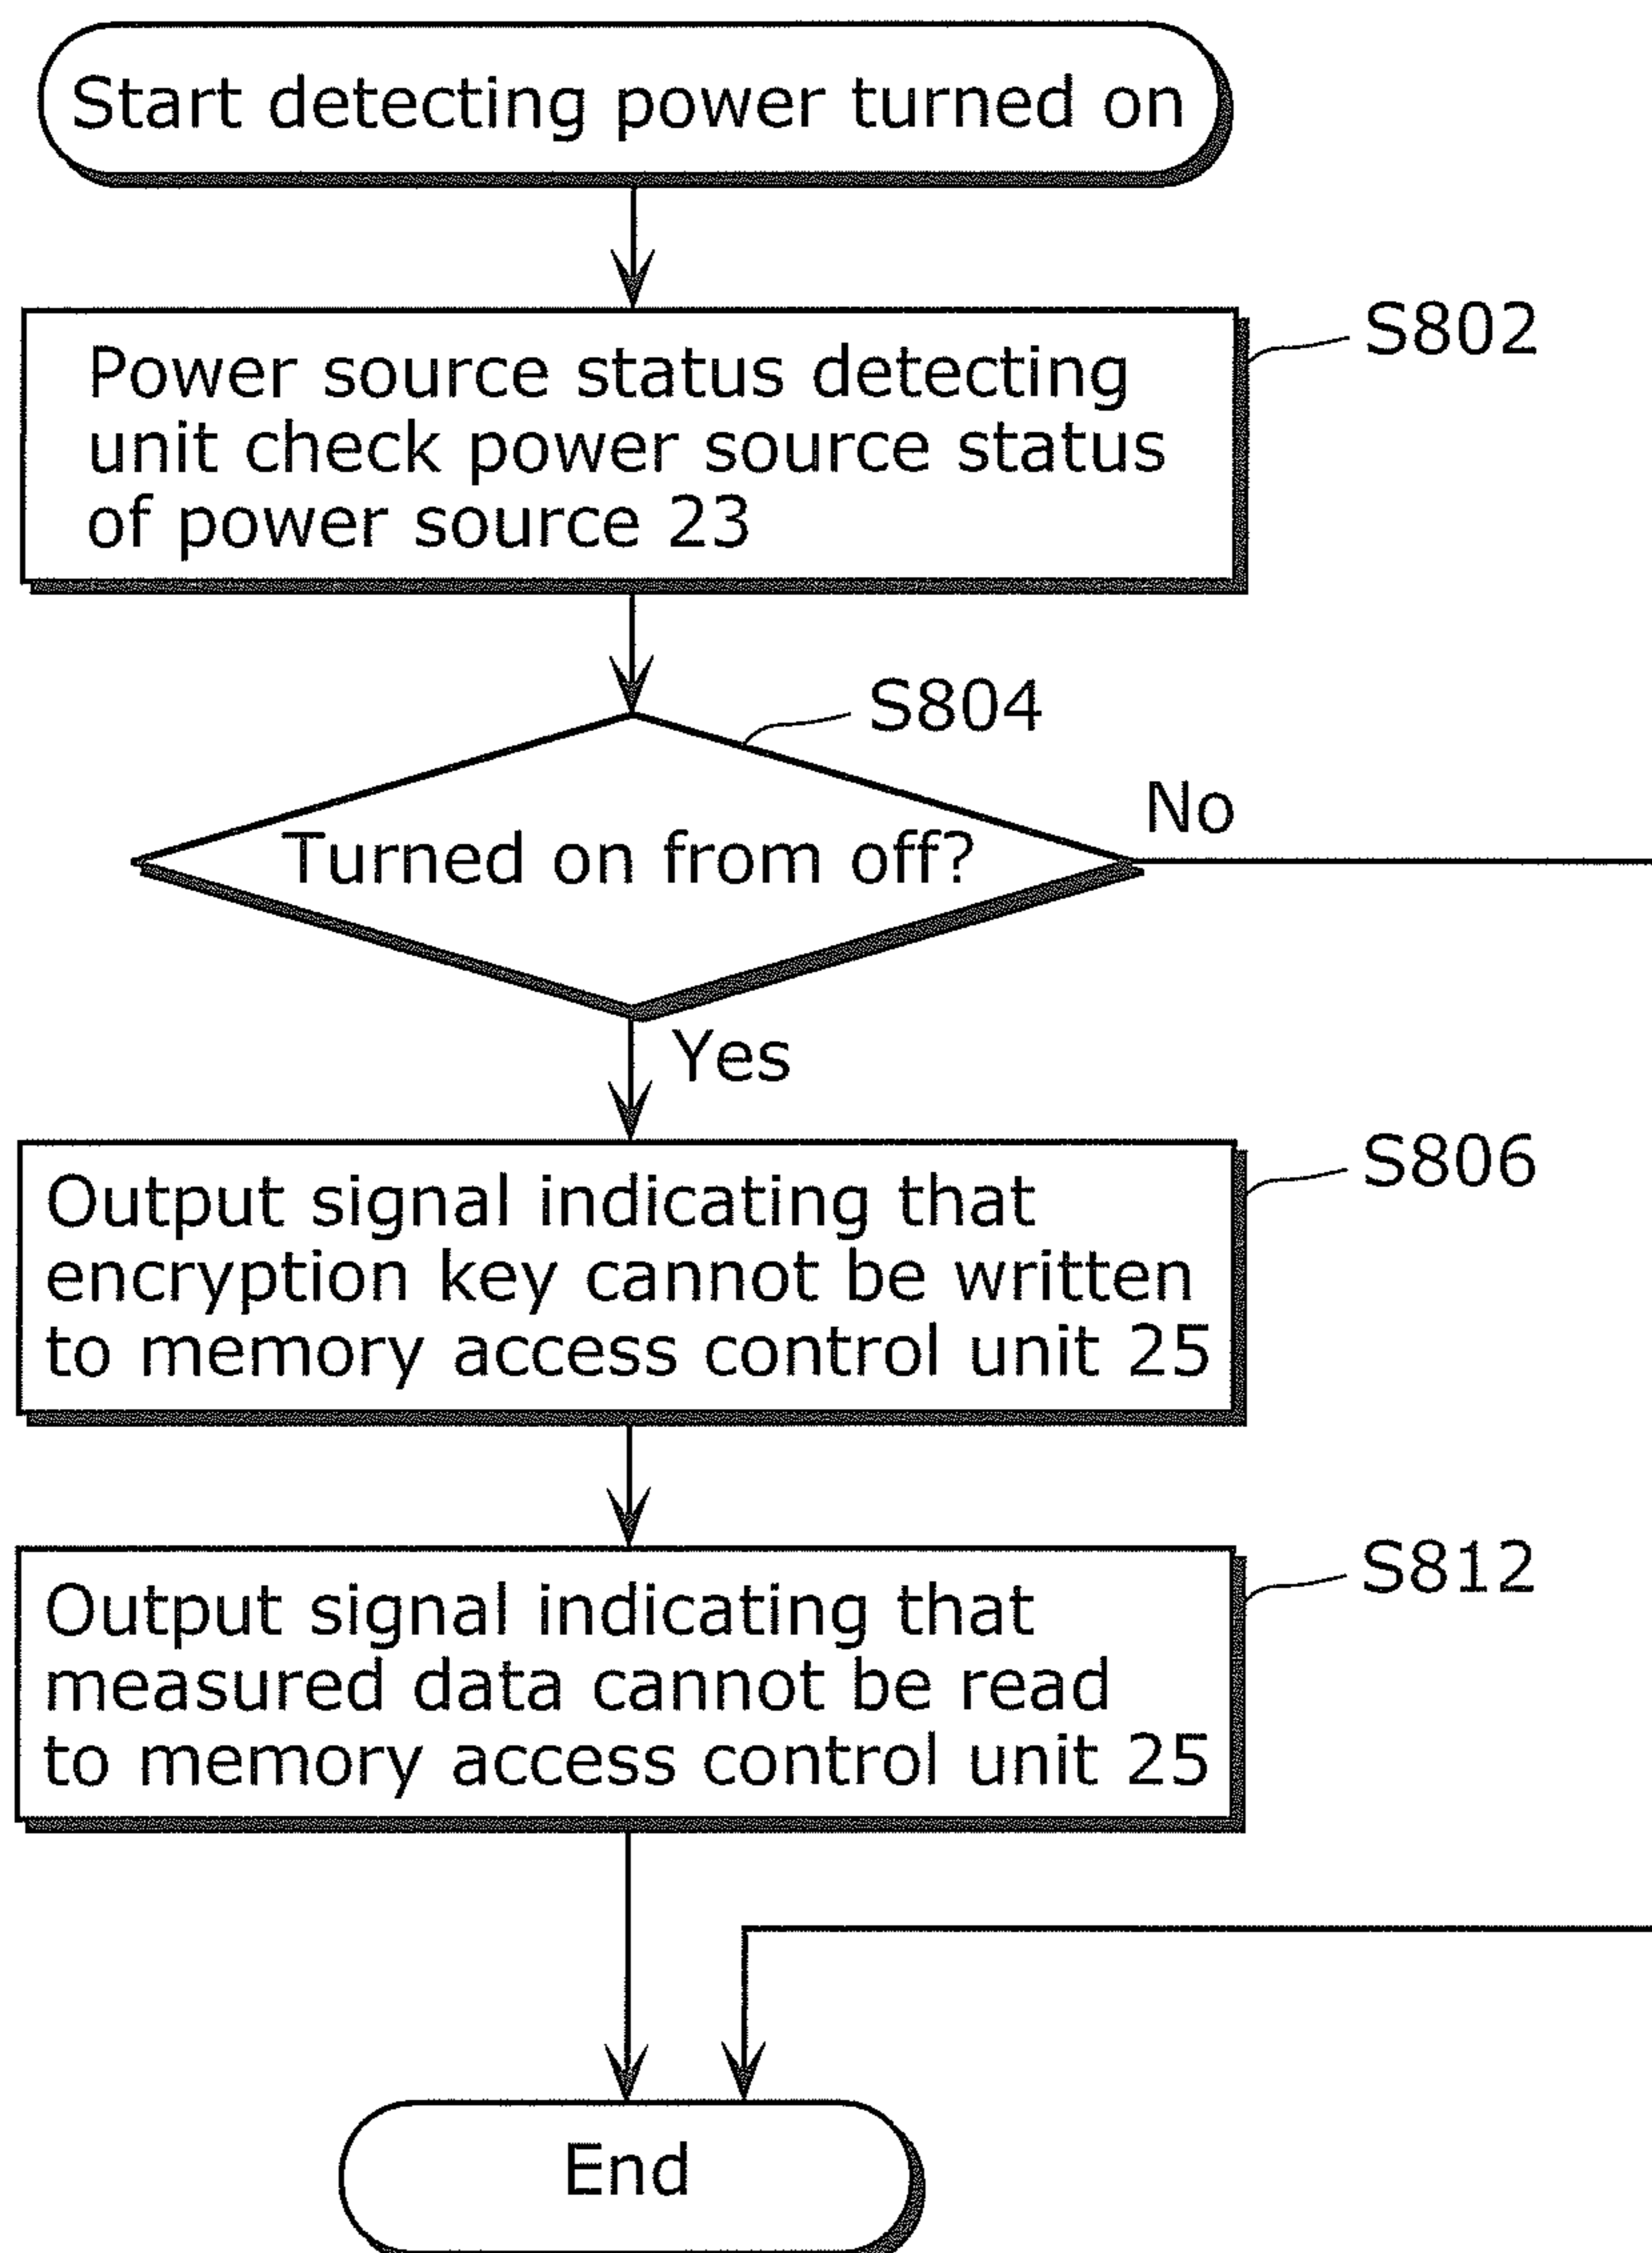 Start detecting power turned on
S802
Power source status detecting
unit check power source status
of power source 23
S804
Turned on from off?
No
Yes
S806
Output signal indicating that
encryption key cannot be written
to memory access control unit 25
S812
Output signal indicating that
measured data cannot be read
to memory access control unit 25
End